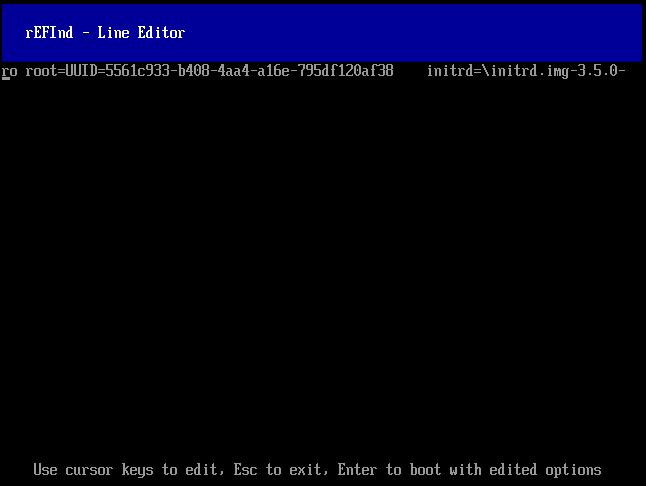 rEFInd - Line Editor
ro root=UUID=5561c933-b408-4aa4-a16e-795df120af38    initrd=\initrd.img-3.5.0-
Use cursor keys to edit, Esc to exit, Enter to boot with edited options